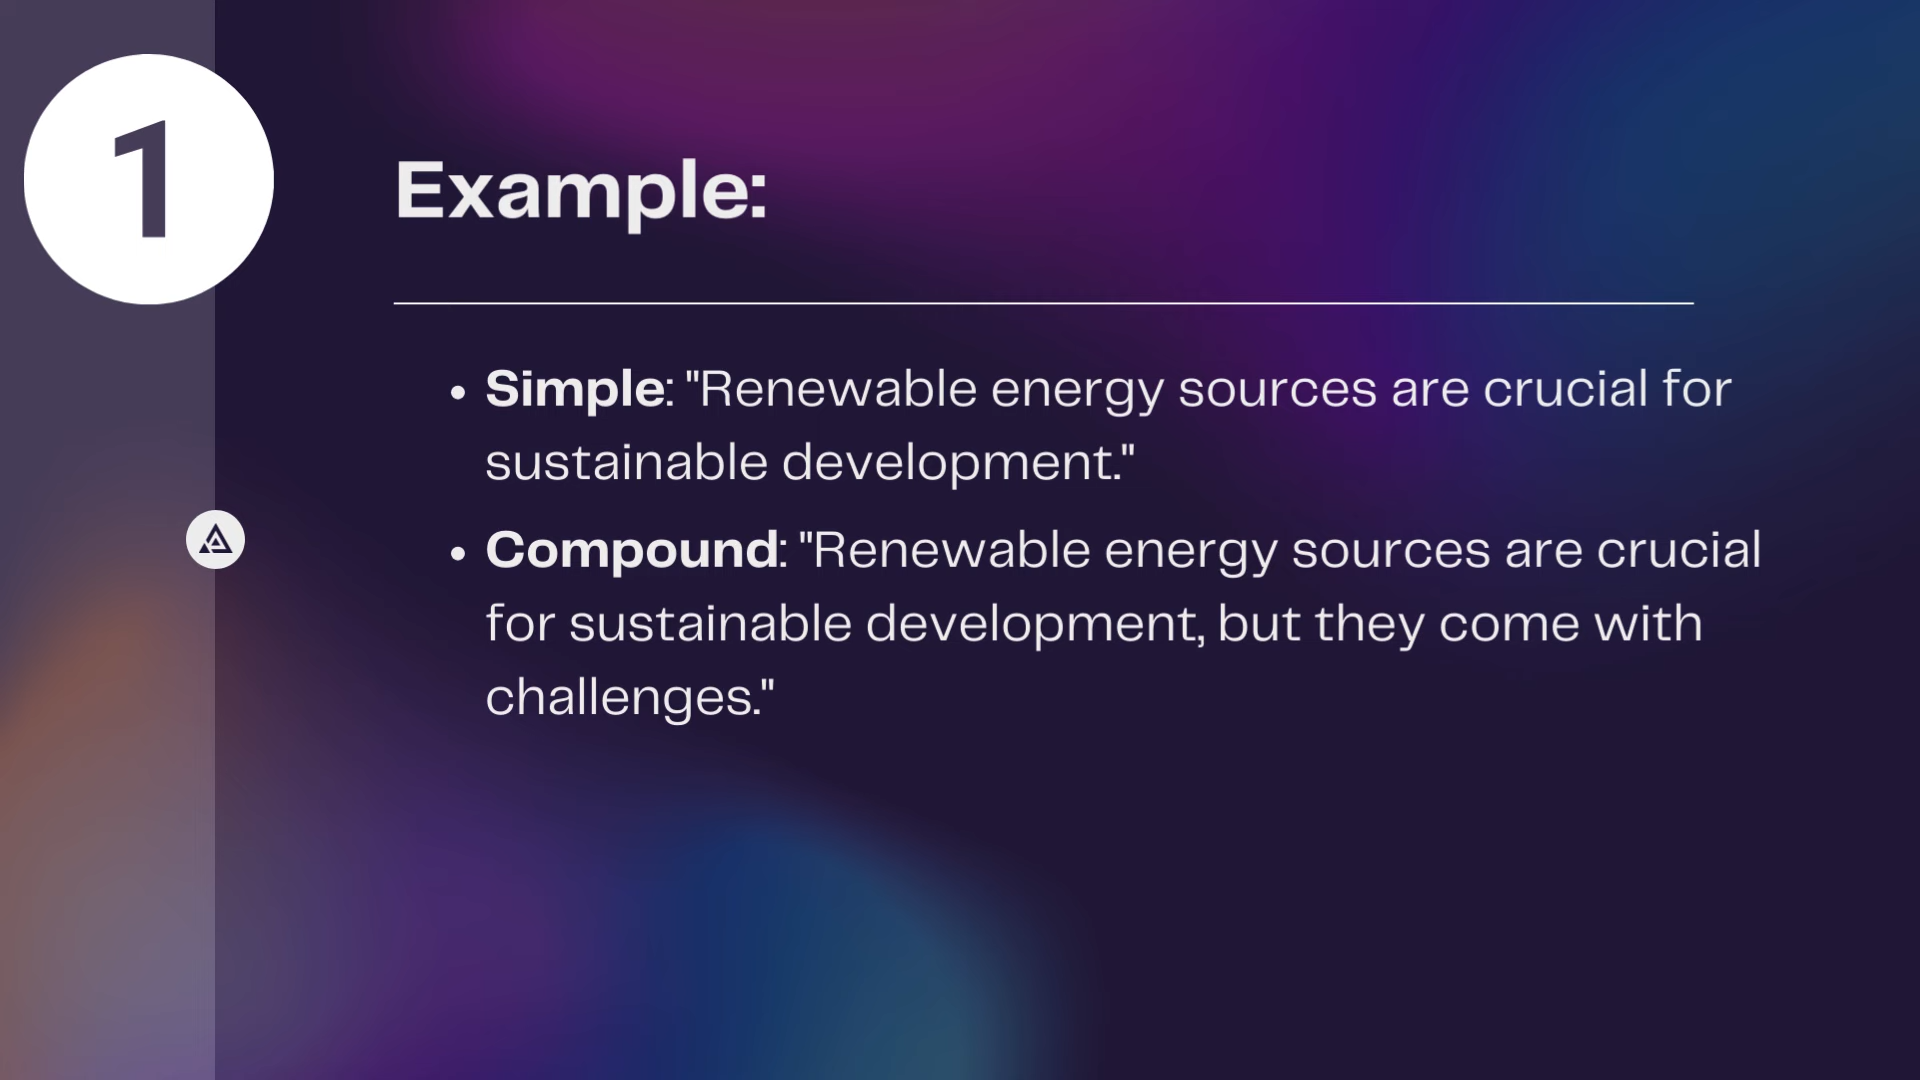 1
Example:
• Simple: "Renewable energy sources are crucial for
sustainable development."
• Compound: "Renewable energy sources are crucial
for sustainable development, but they come with
challenges."